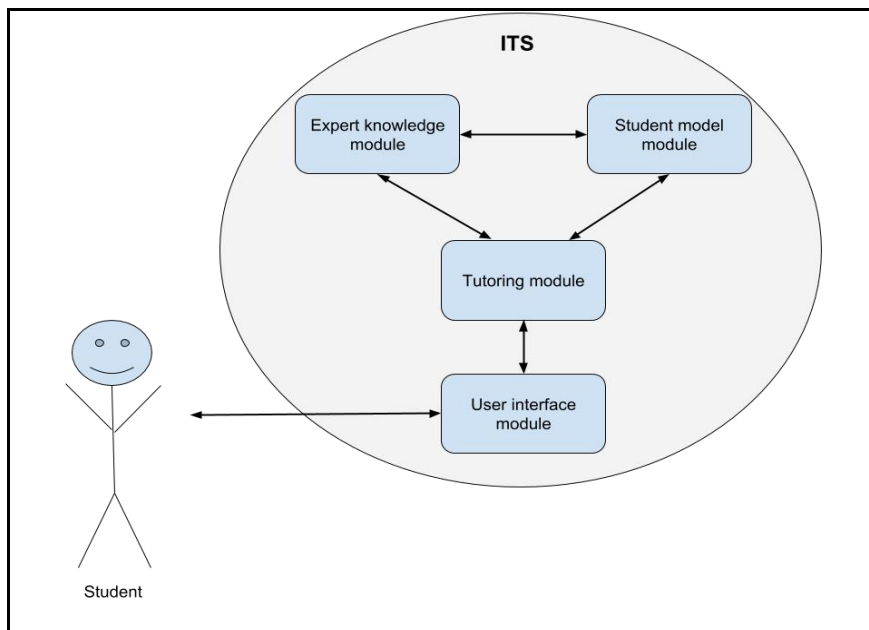 ITS
Expert knowledge
module
Student model
module
Tutoring module
User interface
module
Student